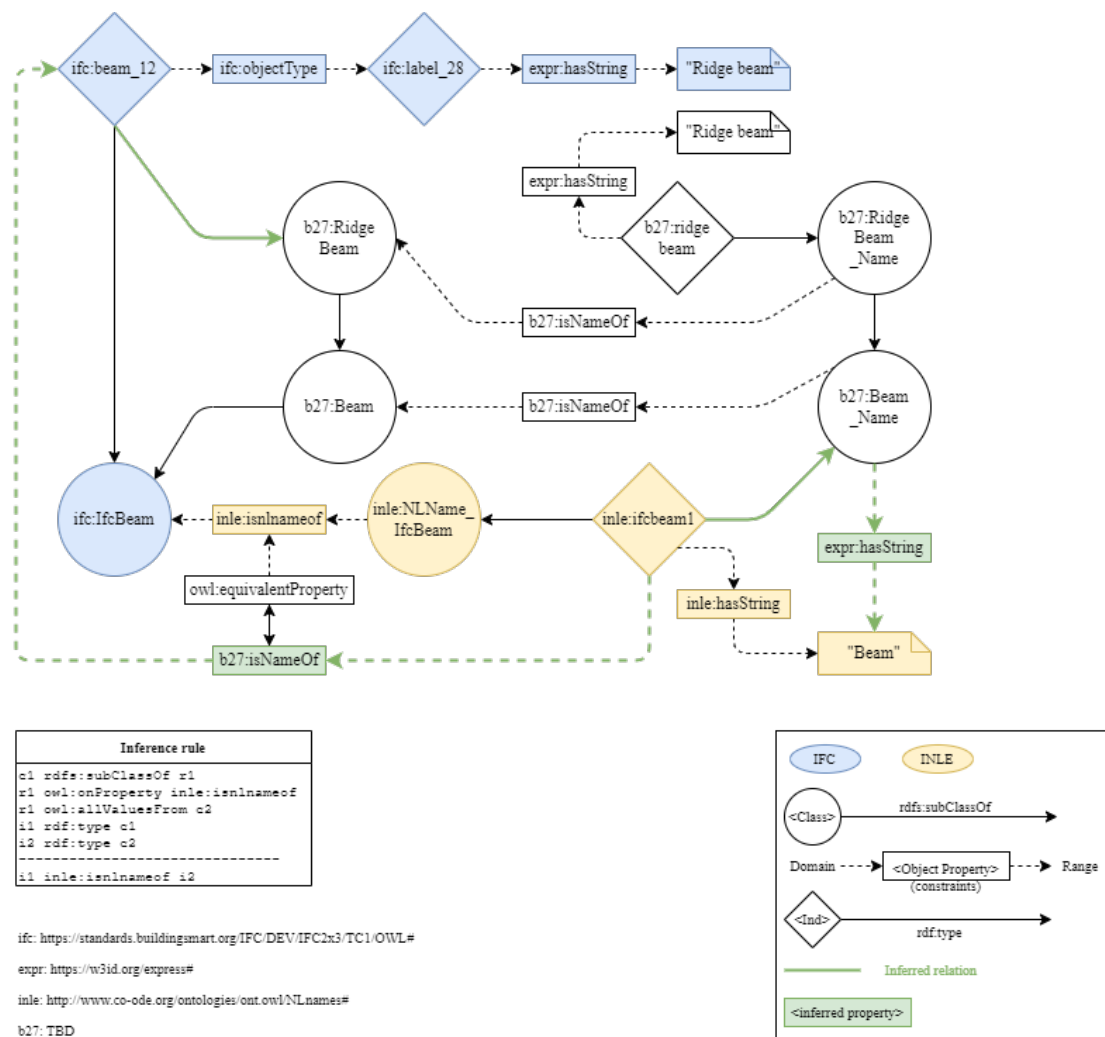 ifc:beam_12
ifc:objectType
ifc:label_28
expr:hasString
"Ridge beam"
"Ridge beam"
expr:hasString
b27:Ridge
Beam
b27:ridge
beam
b27:Ridge
Beam
_Name
b27:isNameOf
b27:Beam
b27:isNameOf
b27:Beam
_Name
ifc:IfcBeam
inle:isnlnameof
inle:NLName_
IfcBeam
inle:ifcbeam1
expr:hasString
owl:equivalentProperty
inle:hasString
b27:isNameOf
"Beam"
Inference rule
c1 rdfs:subClassOf r1
r1 owl:onProperty inle:isnlnameof
r1 owl:allValuesFrom c2
i1 rdf:type c1
i2 rdf:type c2
--------------------------------
i1 inle:isnlnameof i2
ifc: https://standards.buildingsmart.org/IFC/DEV/IFC2x3/TC1/OWL#
expr: https://w3id.org/express#
inle: http://www.co-ode.org/ontologies/ont.owl/NLnames#
b27: TBD
IFC
INLE
<Class>
rdfs:subClassOf
Domain
<Object Property>
(constraints)
Range
<Ind>
rdf:type
Inferred relation
<inferred property>